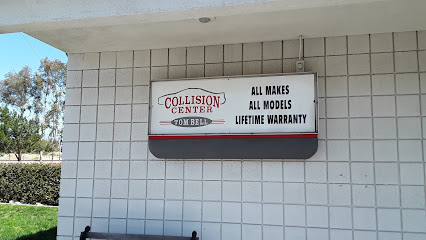 COLLISION
CENTER
TOM BELL
ALL MAKES
ALL MODELS
LIFETIME WARRANTY